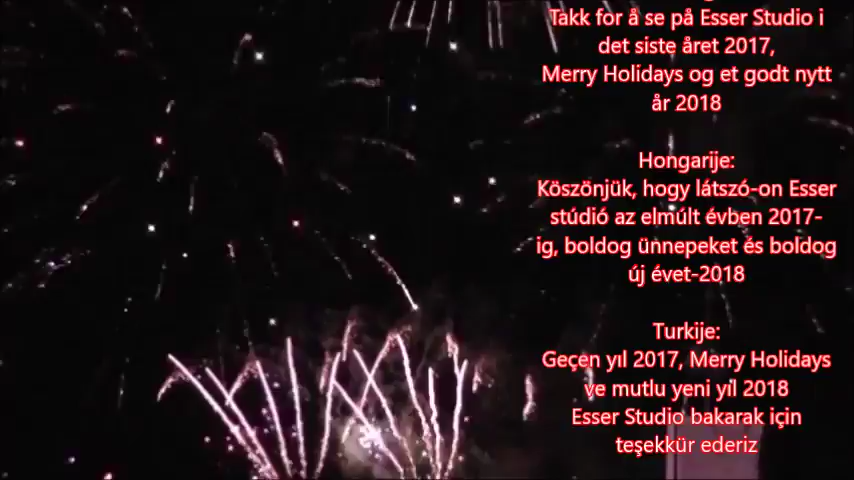 Takk for å se på Esser Studio i
det siste året 2017,
Merry Holidays og et godt nytt
år 2018
Hongarije:
Köszönjük, hogy látszó-on Esser
stúdió az elmúlt évben 2017-
ig, boldog ünnepeket és boldog
új évet-2018
Turkije:
Geçen yıl 2017, Merry Holidays
ve mutlu yeni yıl 2018
Esser Studio bakarak için
teşekkür ederiz